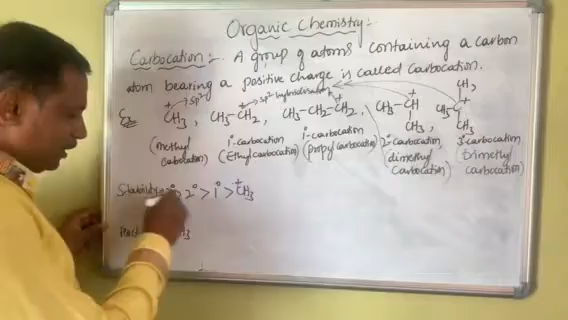 Organic Chemistry:-
Carbocation:- A group of atoms containing a carbon
atom bearing a positive charge is called Carbocation.
Eg +CH3 → sp2, CH3-+CH2 → sp2 hybridisation, CH3-CH2-+CH2, CH3-+CH CH3, CH3-C+ CH3 CH3
(methyl carbocation) 1°-carbocation (Ethyl carbocation) 1°-carbocation (propyl carbocation) 2°-carbocation (dimethyl carbocation) 3°-carbocation (trimethyl carbocation)
Stability 2° > 1° > +CH3